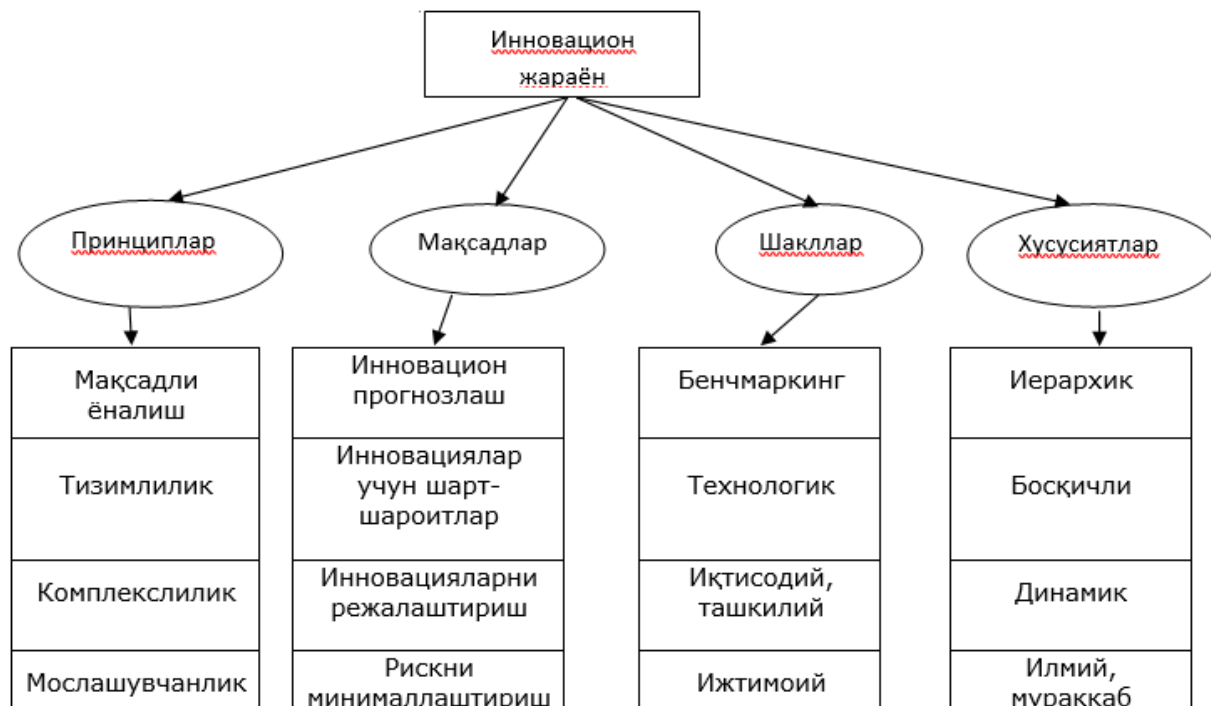 Инновацион
жараён
Принциплар
Мақсадлар
Шакллар
Хусусиятлар
Мақсадли
ёналиш
Тизимлилик
Комплекслилик
Мослашувчанлик
Инновацион
прогнозлаш
Инновациялар
учун шарт-
шароитлар
Инновацияларни
режалаштириш
Рискни
минималлаштириш
Бенчмаркинг
Технологик
Иқтисодий,
ташкилий
Ижтимоий
Иерархик
Босқичли
Динамик
Илмий,
мураккаб